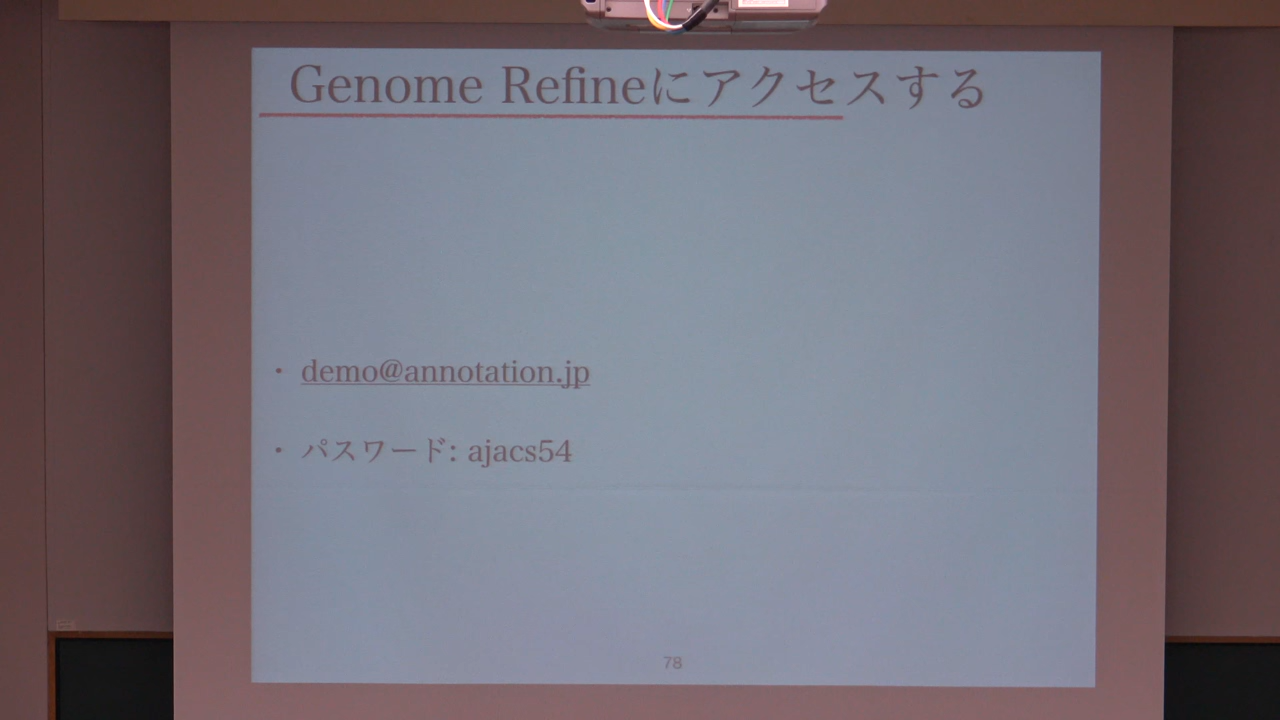 Genome Refineにアクセスする
・ demo@annotation.jp
・ パスワード: ajacs54
78